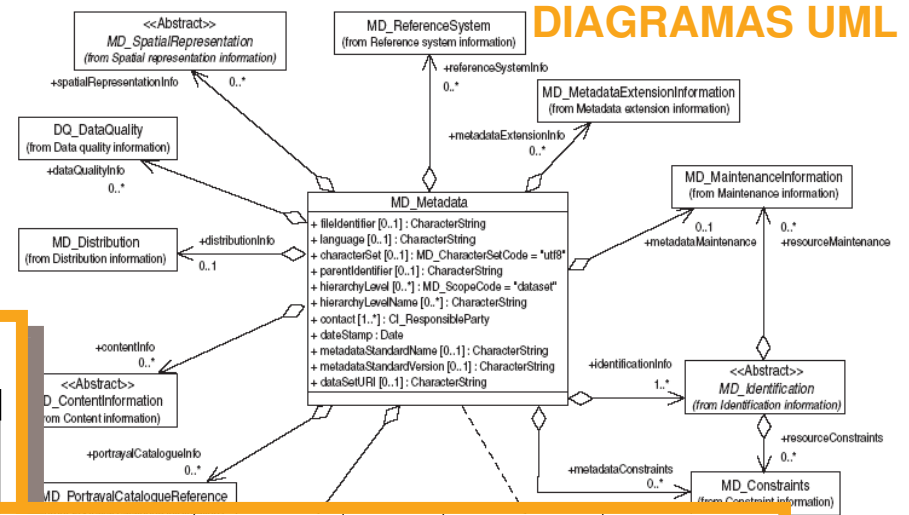 DIAGRAMAS UML
<<Abstract>>
MD_SpatialRepresentation
(from Spatial representation information)
+spatialRepresentationInfo
0..*
MD_ReferenceSystem
(from Reference system information)
+referenceSystemInfo
0..*
MD_MetadataExtensionInformation
(from Metadata extension information)
+metadataExtensionInfo
0..*
DQ_DataQuality
(from Data quality information)
+dataQualityInfo
0..*
MD_MaintenanceInformation
(from Maintenance information)
0..1
+metadataMaintenance
0..*
+resourceMaintenance
MD_Distribution
(from Distribution information)
+distributionInfo
0..1
MD_Metadata
+ fileIdentifier [0..1] : CharacterString
+ language [0..1] : CharacterString
+ characterSet [0..1] : MD_CharacterSetCode = "utf8"
+ parentIdentifier [0..1] : CharacterString
+ hierarchyLevel [0..*] : MD_ScopeCode = "dataset"
+ hierarchyLevelName [0..*] : CharacterString
+ contact [1..*] : CI_ResponsibleParty
+ dateStamp : Date
+ metadataStandardName [0..1] : CharacterString
+ metadataStandardVersion [0..1] : CharacterString
+ dataSetURI [0..1] : CharacterString
+contentInfo
0..*
<<Abstract>>
D_ContentInformation
from Content information)
+identificationInfo
1..*
<<Abstract>>
MD_Identification
(from Identification information)
+resourceConstraints
0..*
+portrayalCatalogueInfo
0..*
MD_PortrayalCatalogueReference
+metadataConstraints
0..*
MD_Constraints
(from Constraint information)